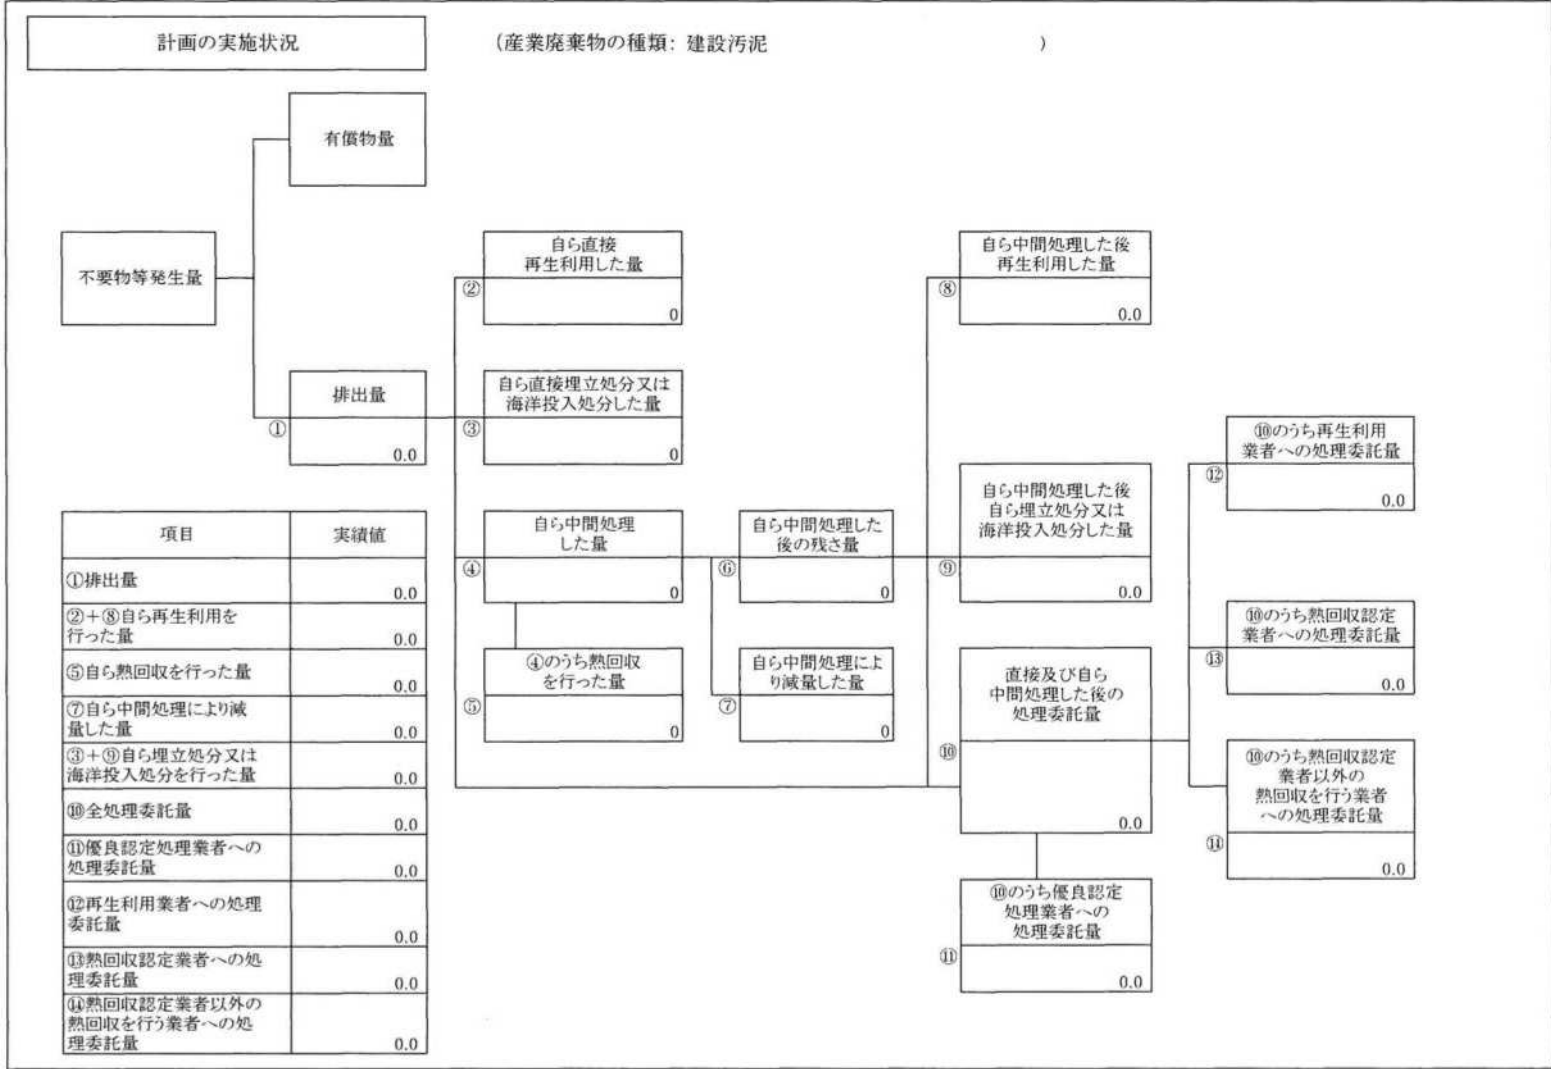 計画の実施状況
(産業廃棄物の種類: 建設汚泥 )
有償物量
不要物等発生量
排出量
①
0.0
自ら直接
再生利用した量
②
0
自ら直接埋立処分又は
海洋投入処分した量
③
0
自ら中間処理
した量
④
0
④のうち熱回収
を行った量
⑤
0
自ら中間処理した
後の残さ量
⑥
0
自ら中間処理によ
り減量した量
⑦
0
自ら中間処理した後
再生利用した量
⑧
0.0
自ら中間処理した後
自ら埋立処分又は
海洋投入処分した量
⑨
0.0
直接及び自ら
中間処理した後の
処理委託量
⑩
0.0
⑩のうち優良認定
処理業者への
処理委託量
⑪
0.0
⑩のうち再生利用
業者への処理委託量
⑫
0.0
⑩のうち熱回収認定
業者への処理委託量
⑬
0.0
⑩のうち熱回収認定
業者以外の
熱回収を行う業者
への処理委託量
⑭
0.0
項目 実績値
①排出量
0.0
②+⑧自ら再生利用を
行った量 0.0
⑤自ら熱回収を行った量
0.0
⑦自ら中間処理により減
量した量 0.0
③+⑨自ら埋立処分又は
海洋投入処分を行った量 0.0
⑩全処理委託量
0.0
⑪優良認定処理業者への
処理委託量 0.0
⑫再生利用業者への処理
委託量
0.0
⑬熱回収認定業者への処
理委託量 0.0
⑭熱回収認定業者以外の
熱回収を行う業者への処
理委託量 0.0